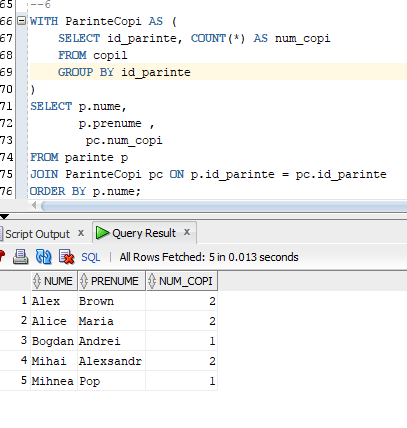 65 --6
66 WITH ParinteCopi AS (
67 SELECT id_parinte, COUNT(*) AS num_copi
68 FROM copil
69 GROUP BY id_parinte
70 )
71 SELECT p.nume,
72 p.prenume ,
73 pc.num_copi
74 FROM parinte p
75 JOIN ParinteCopi pc ON p.id_parinte = pc.id_parinte
76 ORDER BY p.nume;
Script Output x Query Result x
SQL | All Rows Fetched: 5 in 0.013 seconds
NUME PRENUME NUM_COPI
1 Alex Brown 2
2 Alice Maria 2
3 Bogdan Andrei 1
4 Mihai Alexsandr 2
5 Mihnea Pop 1